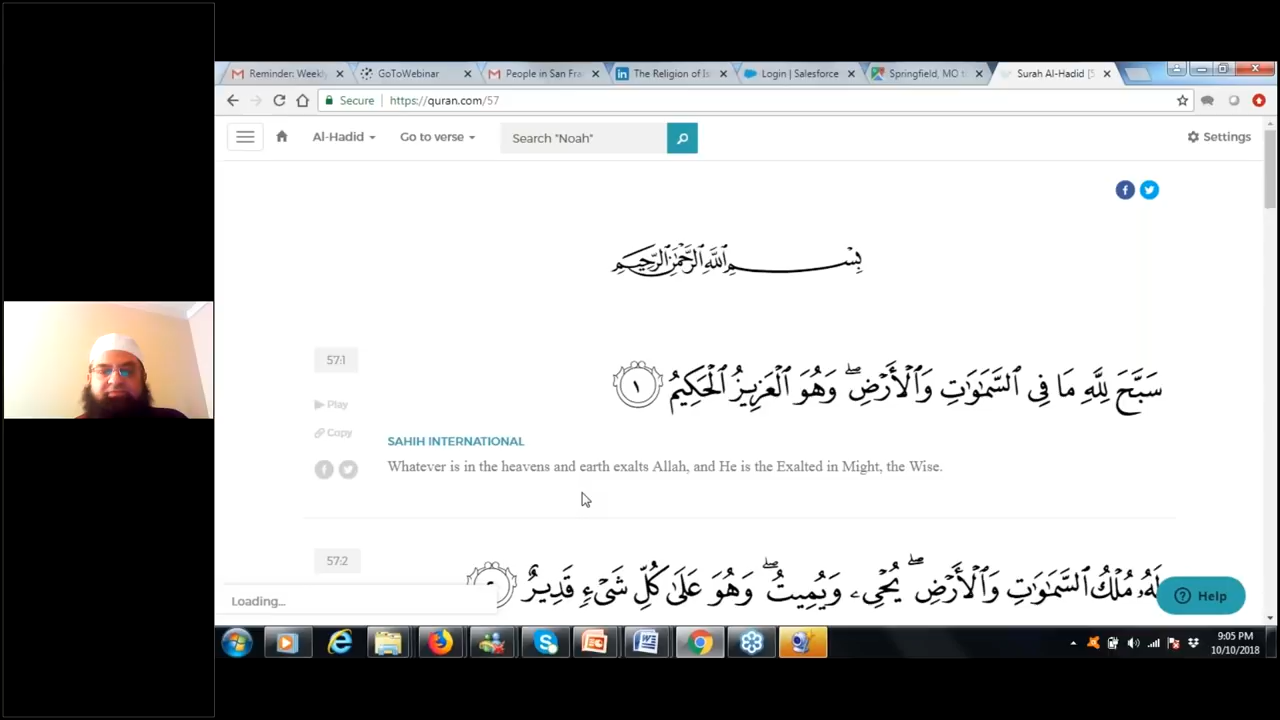 Reminder: Weekly
GoToWebinar
People in San Fra
The Religion of Is
Login | Salesforce
Springfield, MO t
Surah Al-Hadid [5
Secure | https://quran.com/57
Al-Hadid
Go to verse
Search "Noah"
Settings
بِسْمِ ٱللَّهِ ٱلرَّحْمَٰنِ ٱلرَّحِيمِ
57:1
سَبَّحَ لِلَّهِ مَا فِى ٱلسَّمَٰوَٰتِ وَٱلْأَرْضِ ۖ وَهُوَ ٱلْعَزِيزُ ٱلْحَكِيمُ ١
Play
Copy
SAHIH INTERNATIONAL
Whatever is in the heavens and earth exalts Allah, and He is the Exalted in Might, the Wise.
57:2
لَهُۥ مُلْكُ ٱلسَّمَٰوَٰتِ وَٱلْأَرْضِ ۖ يُحْىِۦ وَيُمِيتُ ۖ وَهُوَ عَلَىٰ كُلِّ شَىْءٍ قَدِيرٌ ٢
Loading...
Help
9:05 PM
10/10/2018